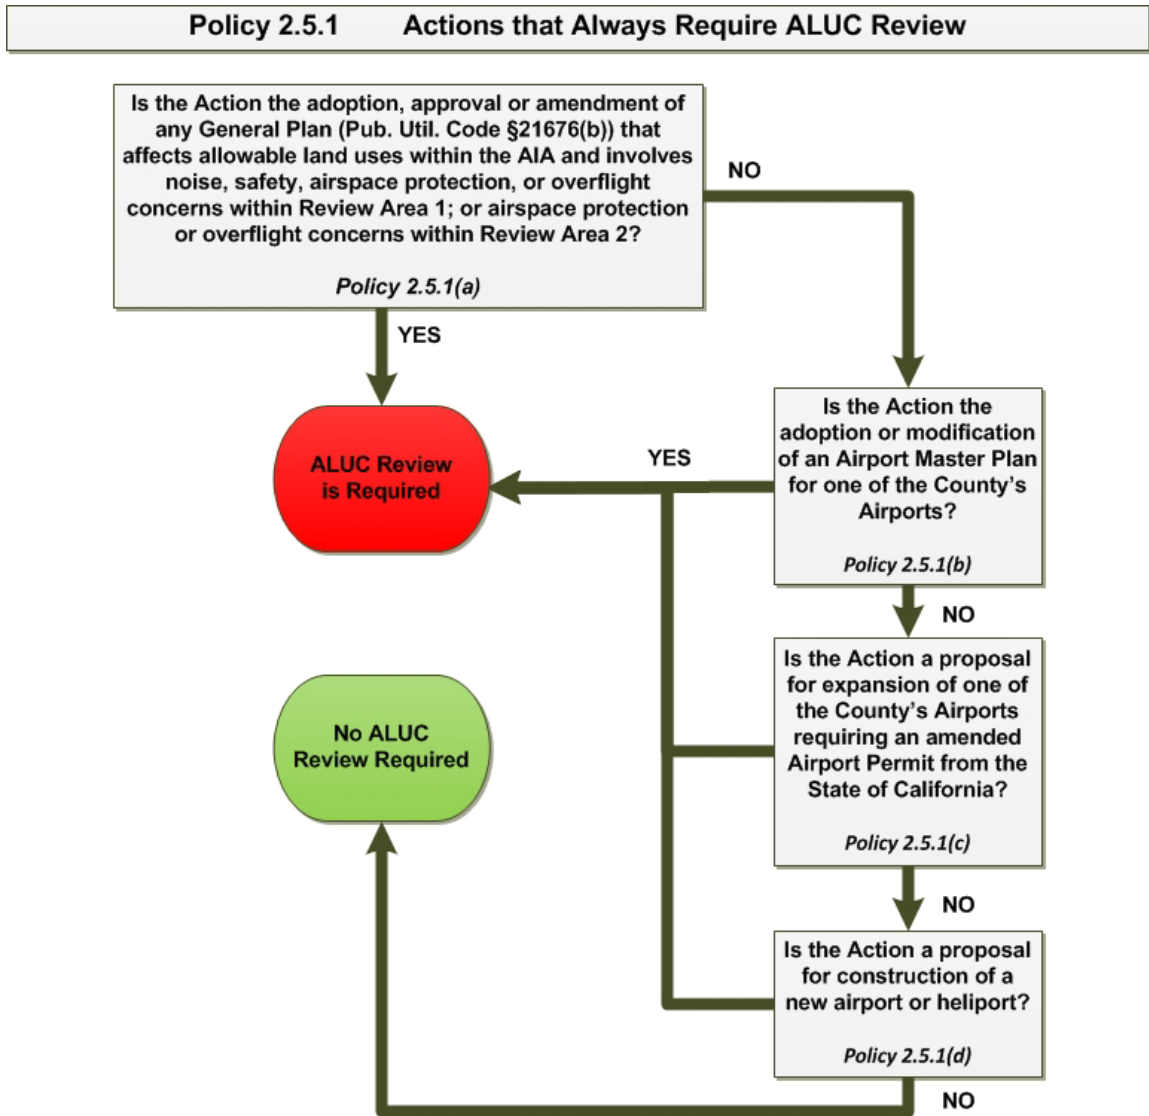 Policy 2.5.1 Actions that Always Require ALUC Review
Is the Action the adoption, approval or amendment of
any General Plan (Pub. Util. Code §21676(b)) that
affects allowable land uses within the AIA and involves
noise, safety, airspace protection, or overflight
concerns within Review Area 1; or airspace protection
or overflight concerns within Review Area 2?
Policy 2.5.1(a)
NO
YES
ALUC Review
is Required
YES
Is the Action the
adoption or modification
of an Airport Master Plan
for one of the County's
Airports?
Policy 2.5.1(b)
NO
Is the Action a proposal
for expansion of one of
the County's Airports
requiring an amended
Airport Permit from the
State of California?
Policy 2.5.1(c)
No ALUC
Review Required
NO
Is the Action a proposal
for construction of a
new airport or heliport?
Policy 2.5.1(d)
NO